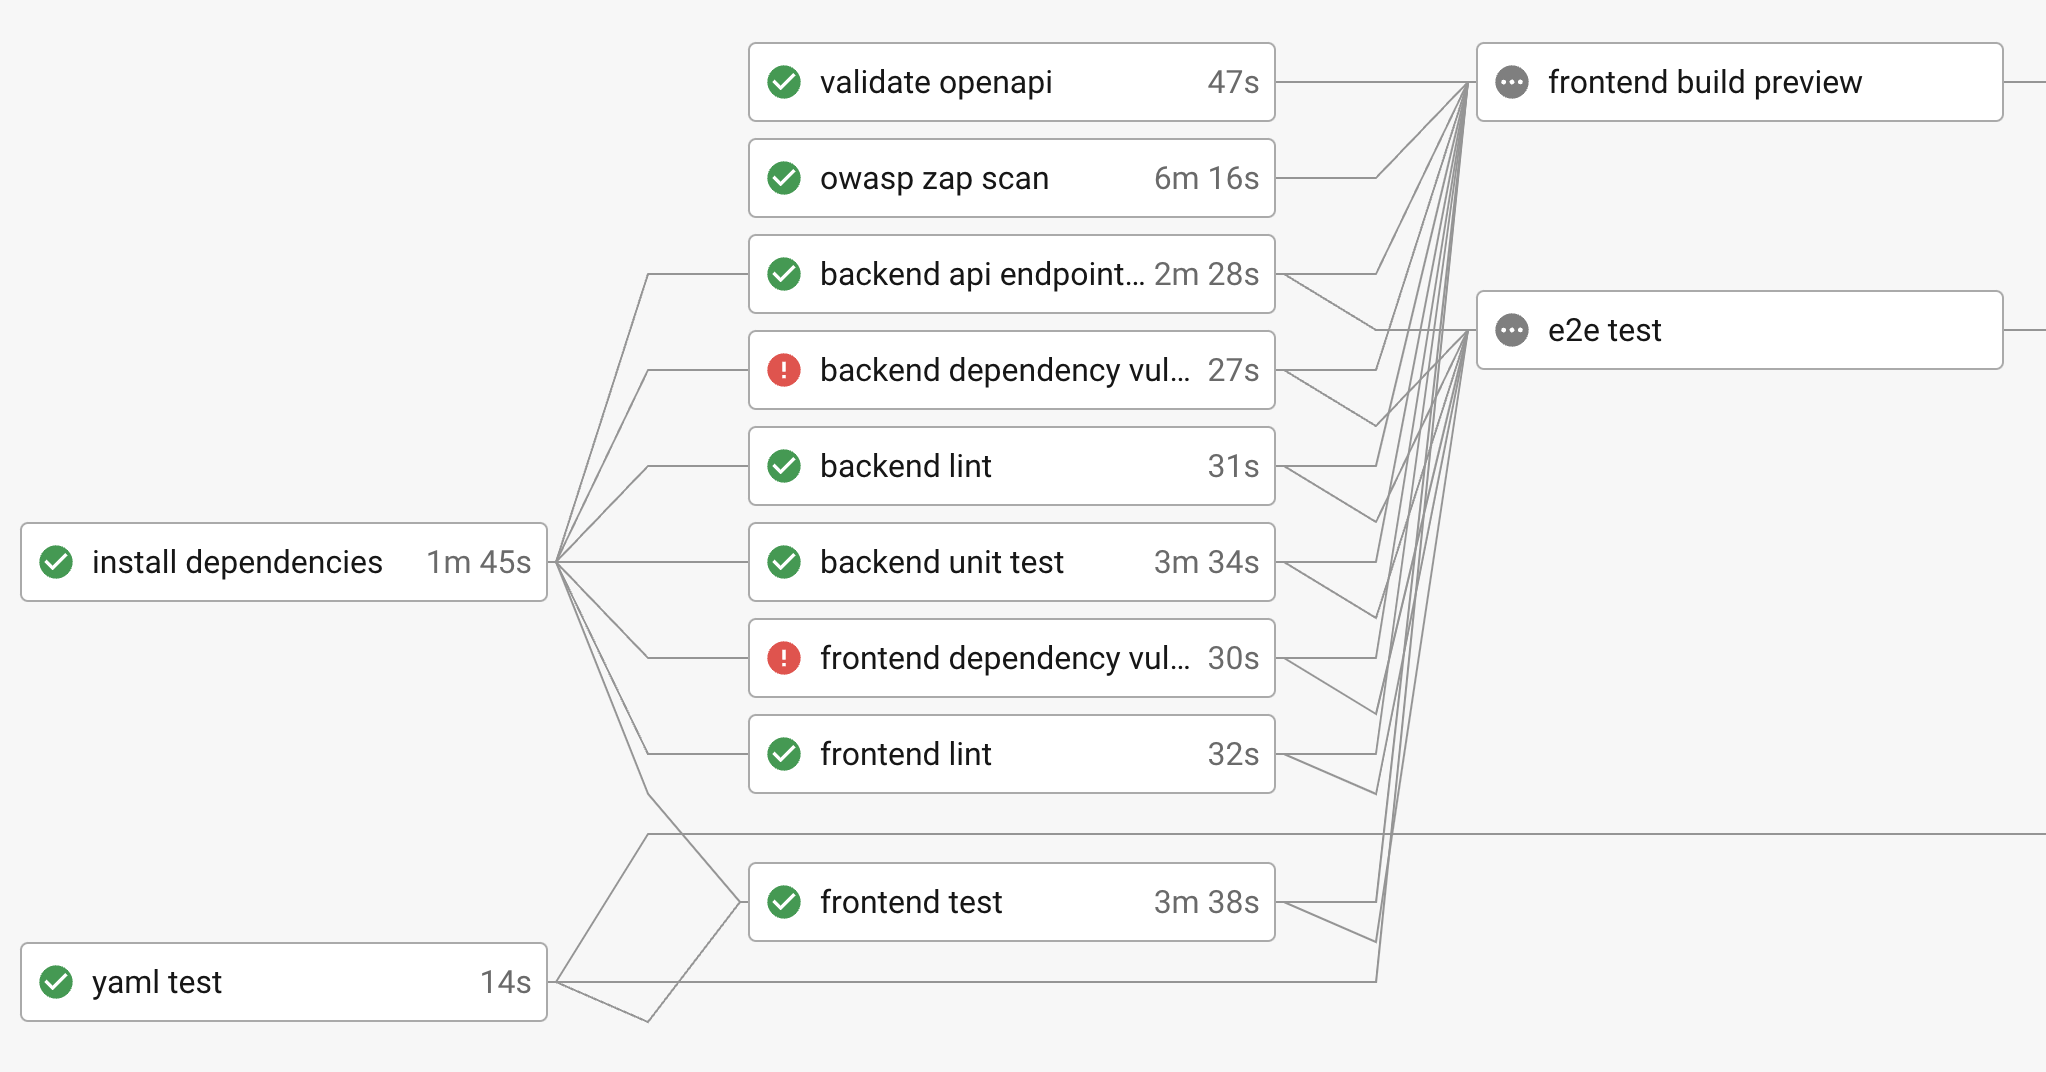 validate openapi 47s
owasp zap scan 6m 16s
backend api endpoint... 2m 28s
backend dependency vul... 27s
backend lint 31s
backend unit test 3m 34s
frontend dependency vul... 30s
frontend lint 32s
frontend test 3m 38s
install dependencies 1m 45s
yaml test 14s
frontend build preview
e2e test